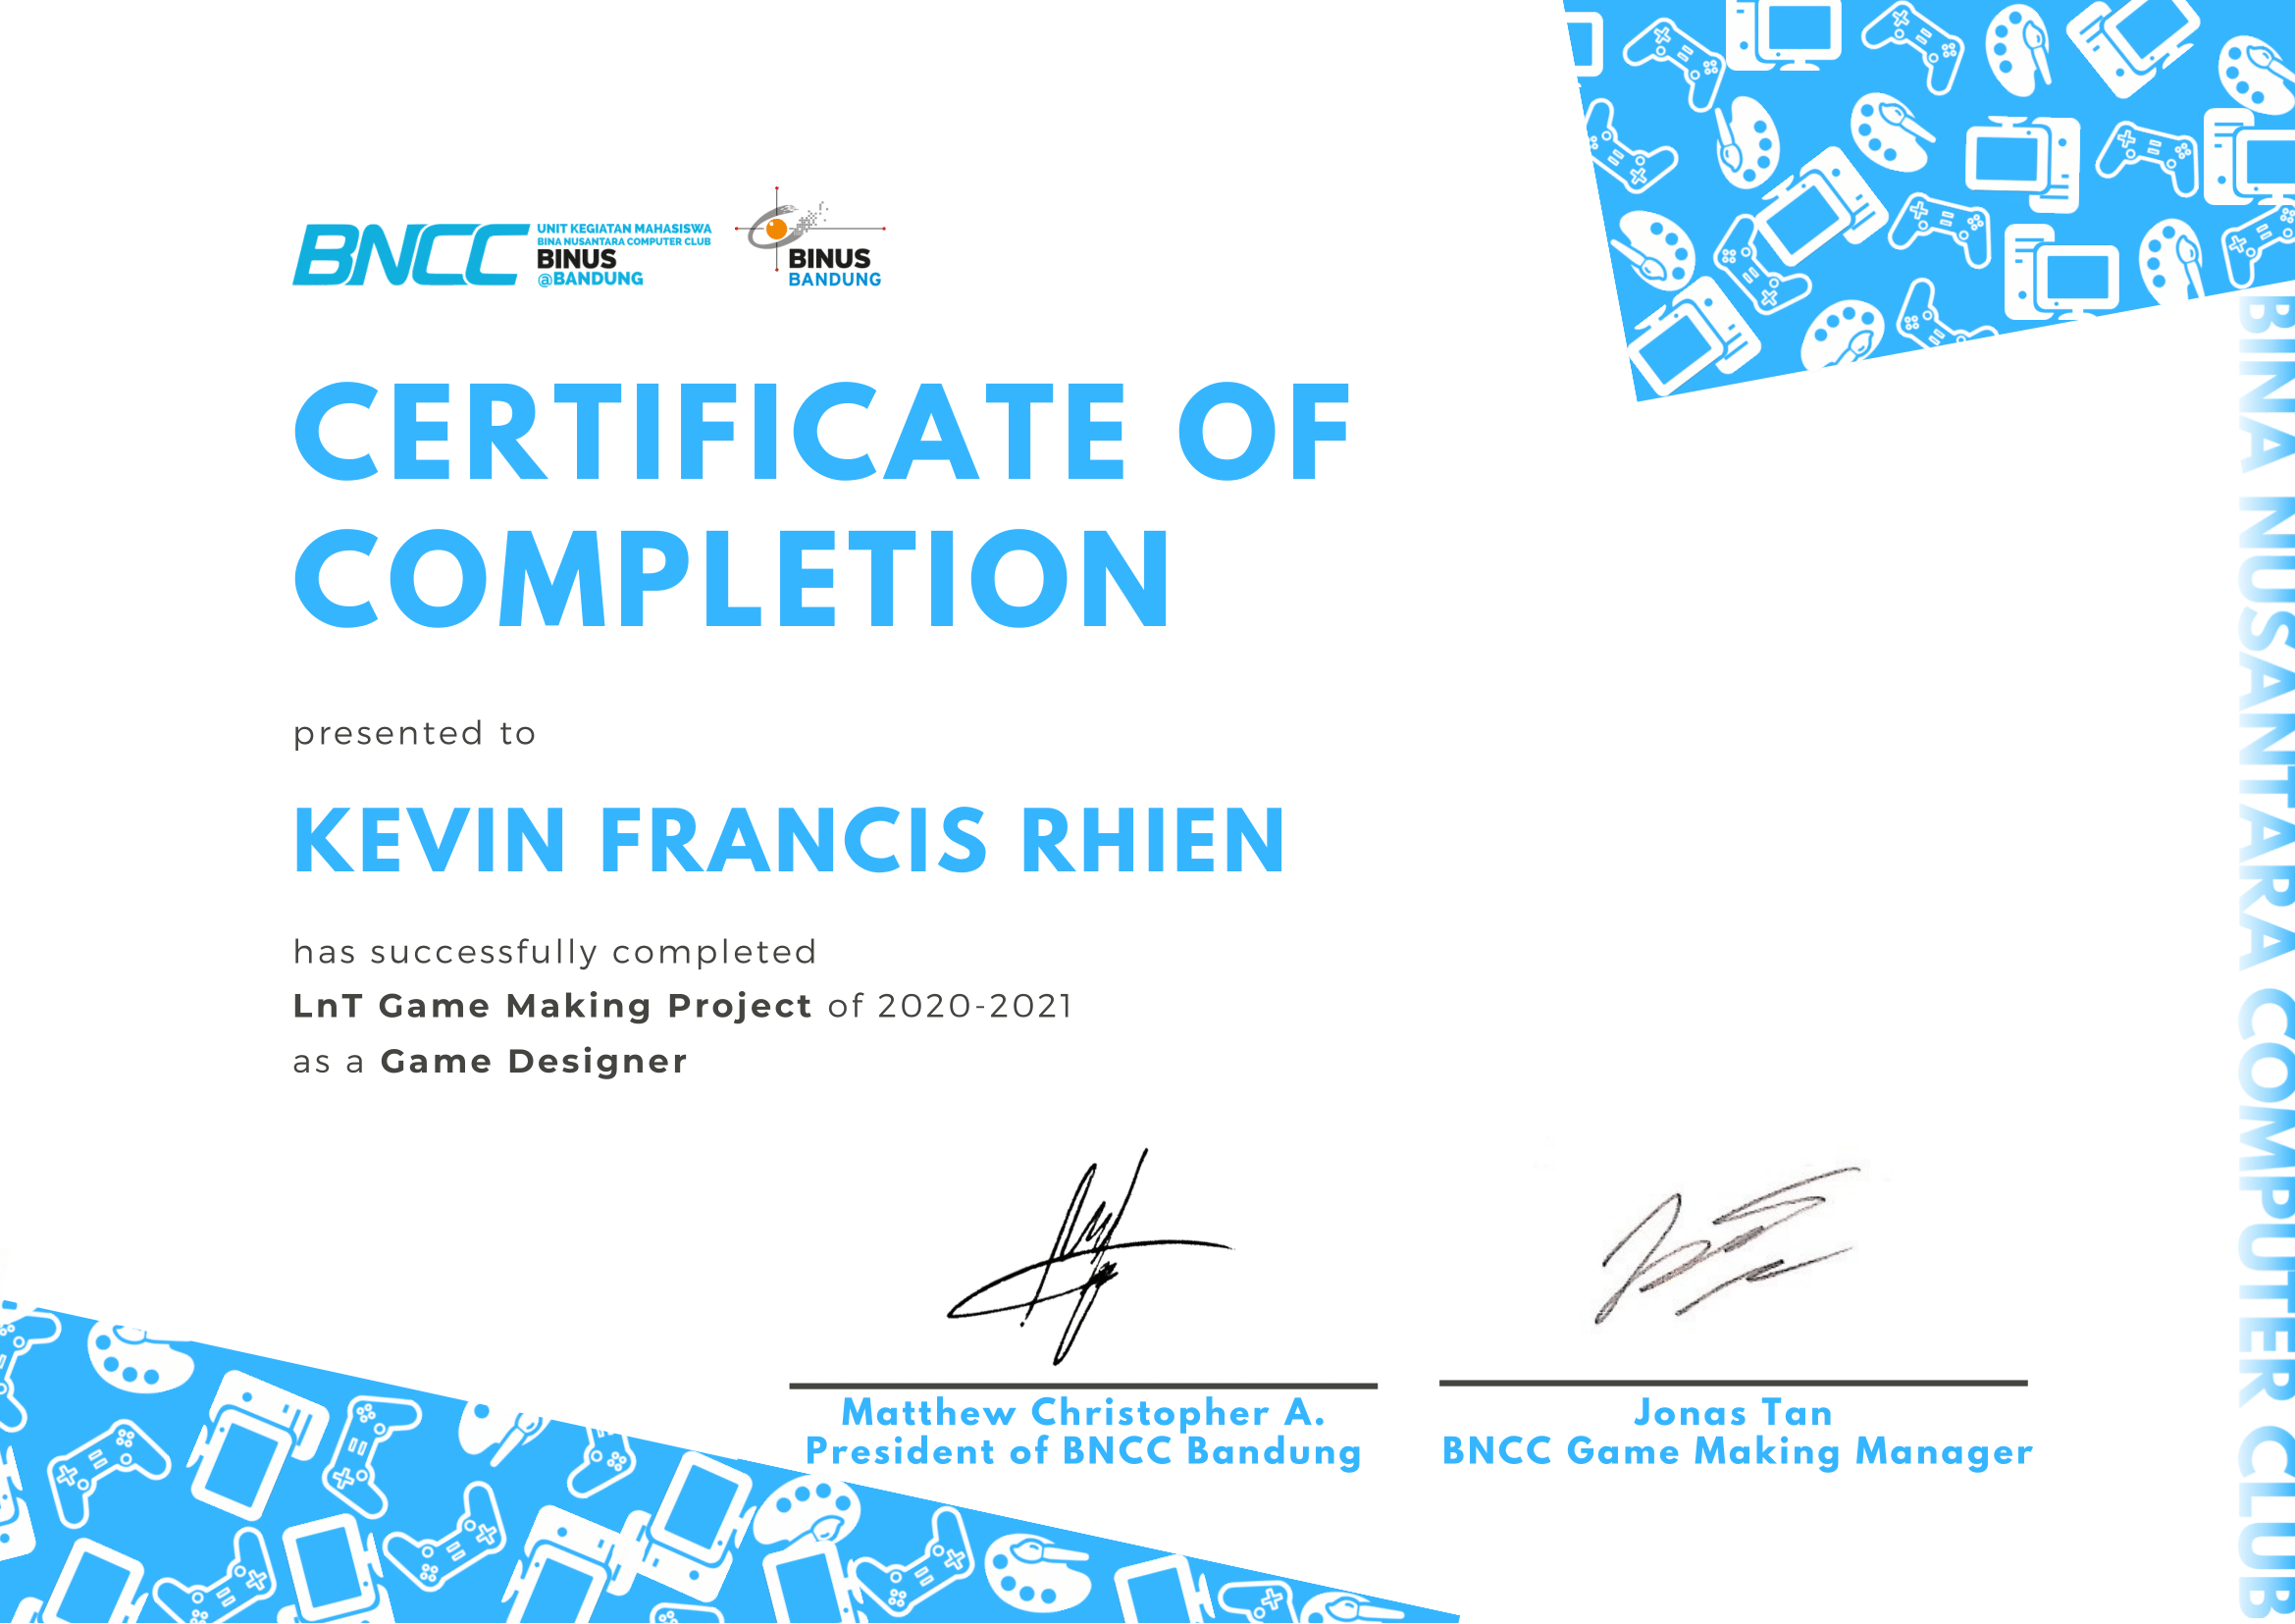 BNCC
UNIT KEGIATAN MAHASISWA
BINA NUSANTARA COMPUTER CLUB
BINUS
@BANDUNG
BINUS
BANDUNG
CERTIFICATE OF
COMPLETION
presented to
KEVIN FRANCIS RHIEN
has successfully completed
LnT Game Making Project of 2020-2021
as a Game Designer
Matthew Christopher A.
President of BNCC Bandung
Jonas Tan
BNCC Game Making Manager
BINA NUSANTARA COMPUTER CLUB